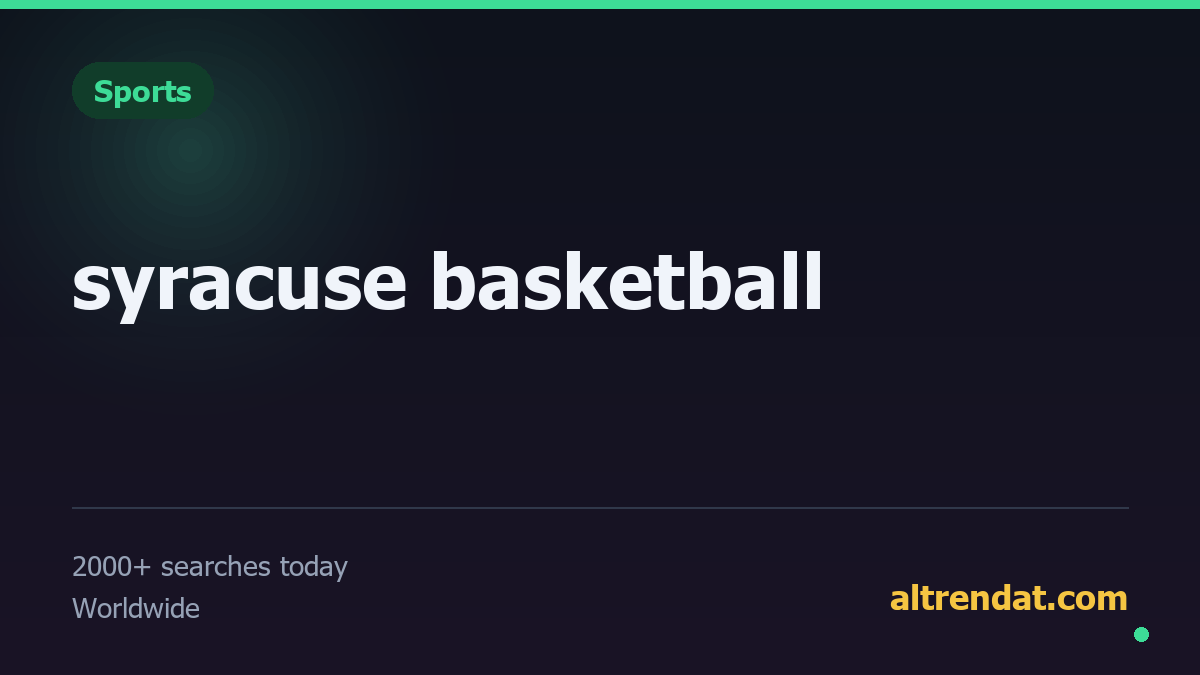 Sports
syracuse basketball
2000+ searches today
Worldwide
altrendat.com